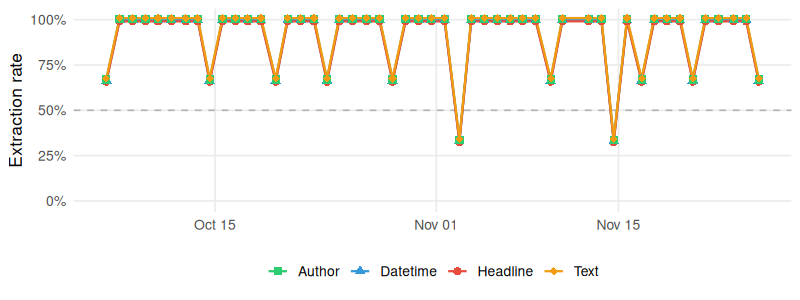 100%
75%
50%
25%
0%
Extraction rate
Oct 15 Nov 01 Nov 15
Author Datetime Headline Text